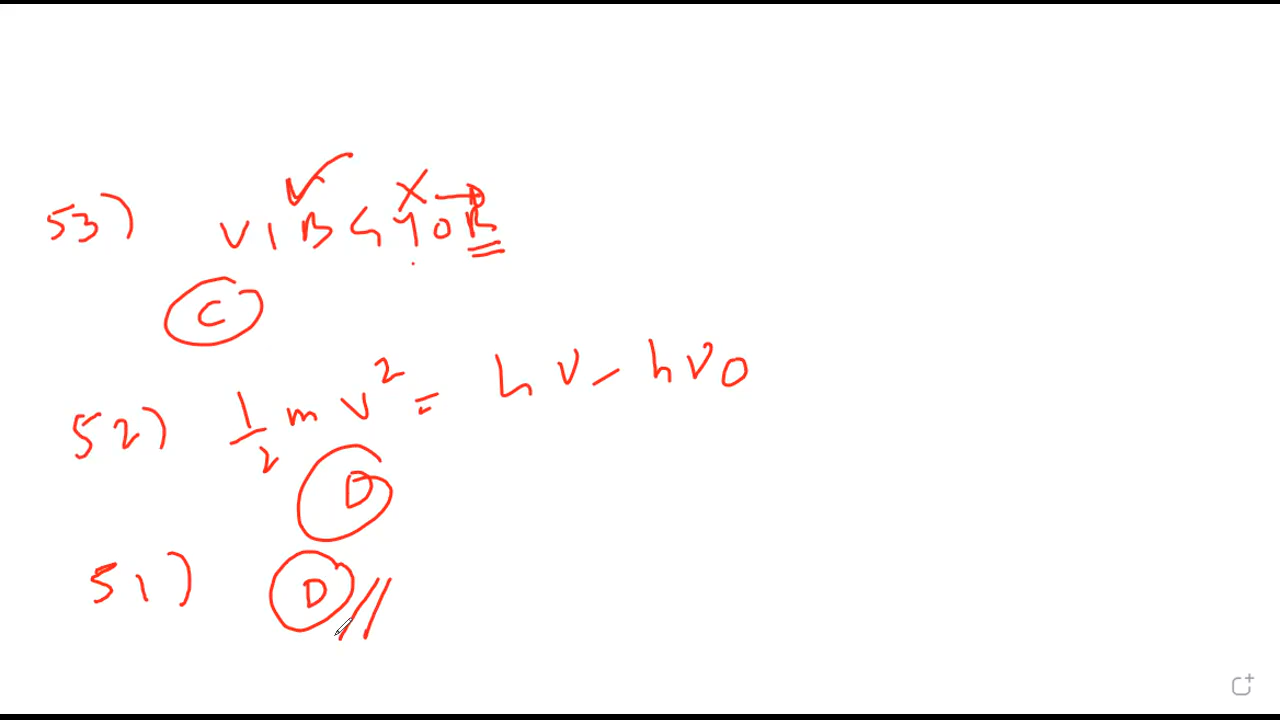 53) VIBGYOR
C
52) 1/2 mv² = hν - hν0
D
51) D //